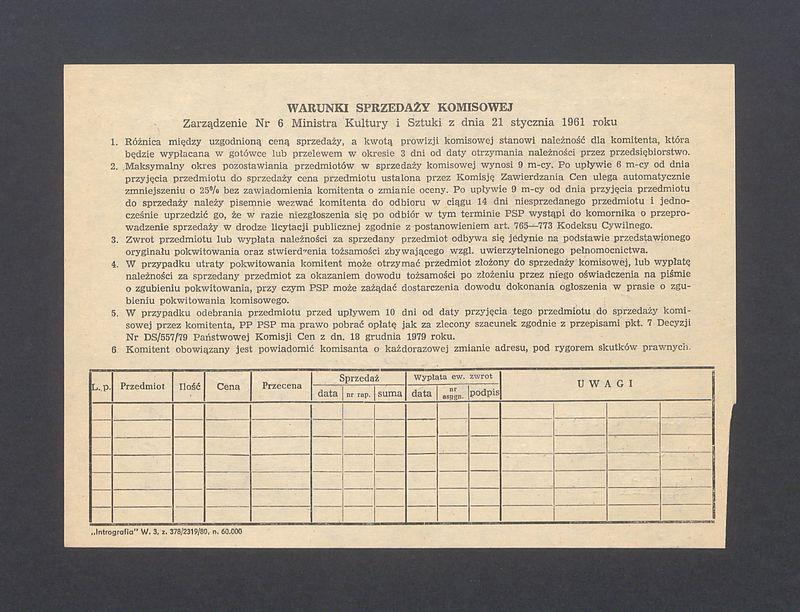 WARUNKI SPRZEDAŻY KOMISOWEJ
Zarządzenie Nr 6 Ministra Kultury i Sztuki z dnia 21 stycznia 1961 roku
1. Różnica między uzgodnioną ceną sprzedaży, a kwotą prowizji komisowej stanowi należność dla komitenta, która
będzie wypłacana w gotówce lub przelewem w okresie 3 dni od daty otrzymania należności przez przedsiębiorstwo.
2. Maksymalny okres pozostawania przedmiotów w sprzedaży komisowej wynosi 9 m-cy. Po upływie 6 m-cy od dnia
przyjęcia przedmiotu do sprzedaży cena przedmiotu ustalona przez Komisję Zawierdzania Cen ulega automatycznie
zmniejszeniu o 25% bez zawiadomienia komitenta o zmianie oceny. Po upływie 9 m-cy od dnia przyjęcia przedmiotu
do sprzedaży należy pisemnie wezwać komitenta do odbioru w ciągu 14 dni niesprzedanego przedmiotu i jedno-
cześnie uprzedzić go, że w razie niezgłoszenia się po odbiór w tym terminie PSP wystąpi do komornika o przepro-
wadzenie sprzedaży w drodze licytacji publicznej zgodnie z postanowieniem art. 765—773 Kodeksu Cywilnego.
3. Zwrot przedmiotu lub wypłata należności za sprzedany przedmiot odbywa się jedynie na podstawie przedstawionego
oryginału pokwitowania oraz stwierdzenia tożsamości zbywającego wzgl. uwierzytelnionego pełnomocnictwa.
4. W przypadku utraty pokwitowania komitent może otrzymać przedmiot złożony do sprzedaży komisowej, lub wypłatę
należności za sprzedany przedmiot za okazaniem dowodu tożsamości po złożeniu przez niego oświadczenia na piśmie
o zgubieniu pokwitowania, przy czym PSP może zażądać dostarczenia dowodu dokonania ogłoszenia w prasie o zgu-
bieniu pokwitowania komisowego.
5. W przypadku odebrania przedmiotu przed upływem 10 dni od daty przyjęcia tego przedmiotu do sprzedaży komi-
sowej przez komitenta, PP PSP ma prawo pobrać opłatę jak za zlecony szacunek zgodnie z przepisami pkt. 7 Decyzji
Nr DS/557/79 Państwowej Komisji Cen z dn. 18 grudnia 1979 roku.
6 Komitent obowiązany jest powiadomić komisanta o każdorazowej zmianie adresu, pod rygorem skutków prawnych.
L. p. Przedmiot Ilość Cena Przecena Sprzedaż Wypłata ew. zwrot UWAGI
data nr rap. suma data nr asygn. podpis
„Intrografia" W. 3, z. 378/2319/80, n. 60.000